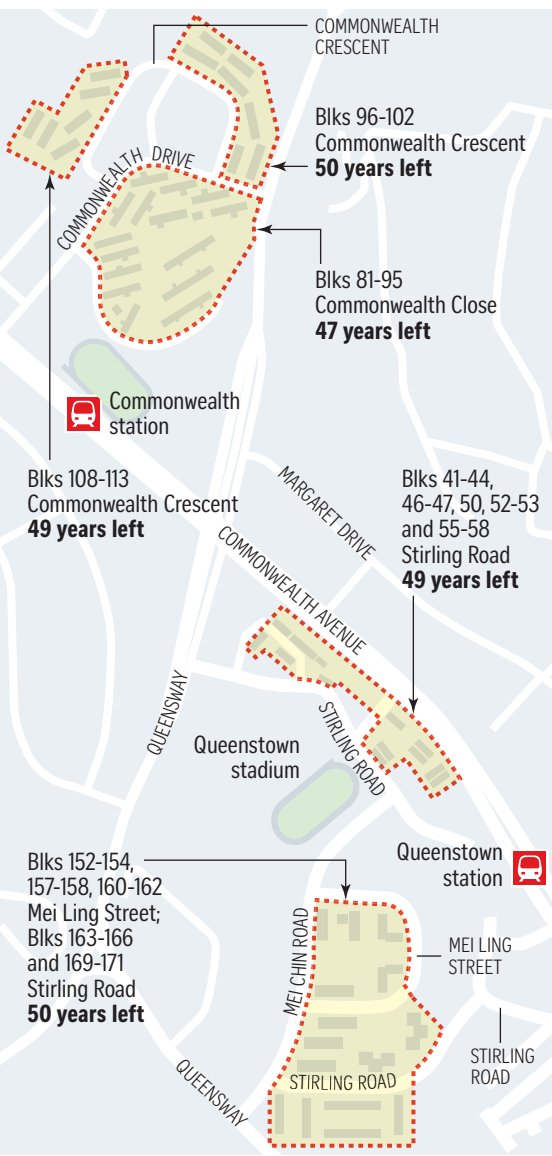 COMMONWEALTH
CRESCENT
Blks 96-102
Commonwealth Crescent
50 years left
COMMONWEALTH DRIVE
Blks 81-95
Commonwealth Close
47 years left
Commonwealth
station
Blks 108-113
Commonwealth Crescent
49 years left
MARGARET DRIVE
Blks 41-44,
46-47, 50, 52-53
and 55-58
Stirling Road
49 years left
COMMONWEALTH AVENUE
QUEENSWAY
STIRLING ROAD
Queenstown
stadium
Queenstown
station
Blks 152-154,
157-158, 160-162
Mei Ling Street;
Blks 163-166
and 169-171
Stirling Road
50 years left
MEI CHIN ROAD
MEI LING
STREET
STIRLING
ROAD
STIRLING ROAD
QUEENSWAY